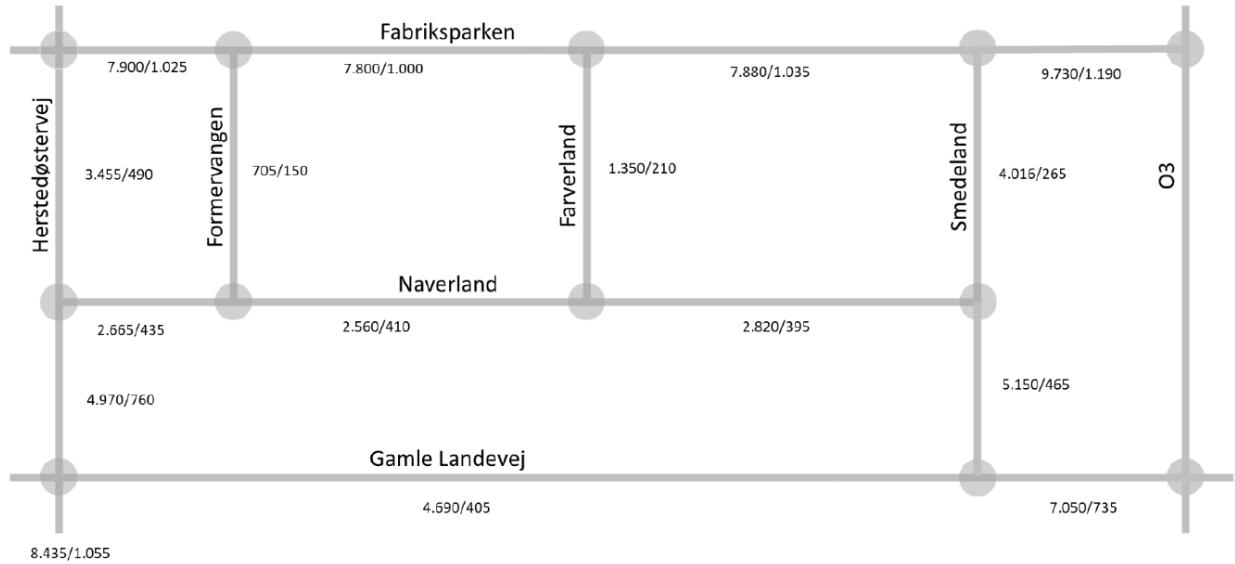 Fabriksparken
7.900/1.025
7.800/1.000
7.880/1.035
9.730/1.190
Herstedøstervej
3.455/490
Formervangen
705/150
Farverland
1.350/210
Smedeland
4.016/265
O3
Naverland
2.665/435
2.560/410
2.820/395
4.970/760
5.150/465
Gamle Landevej
4.690/405
7.050/735
8.435/1.055